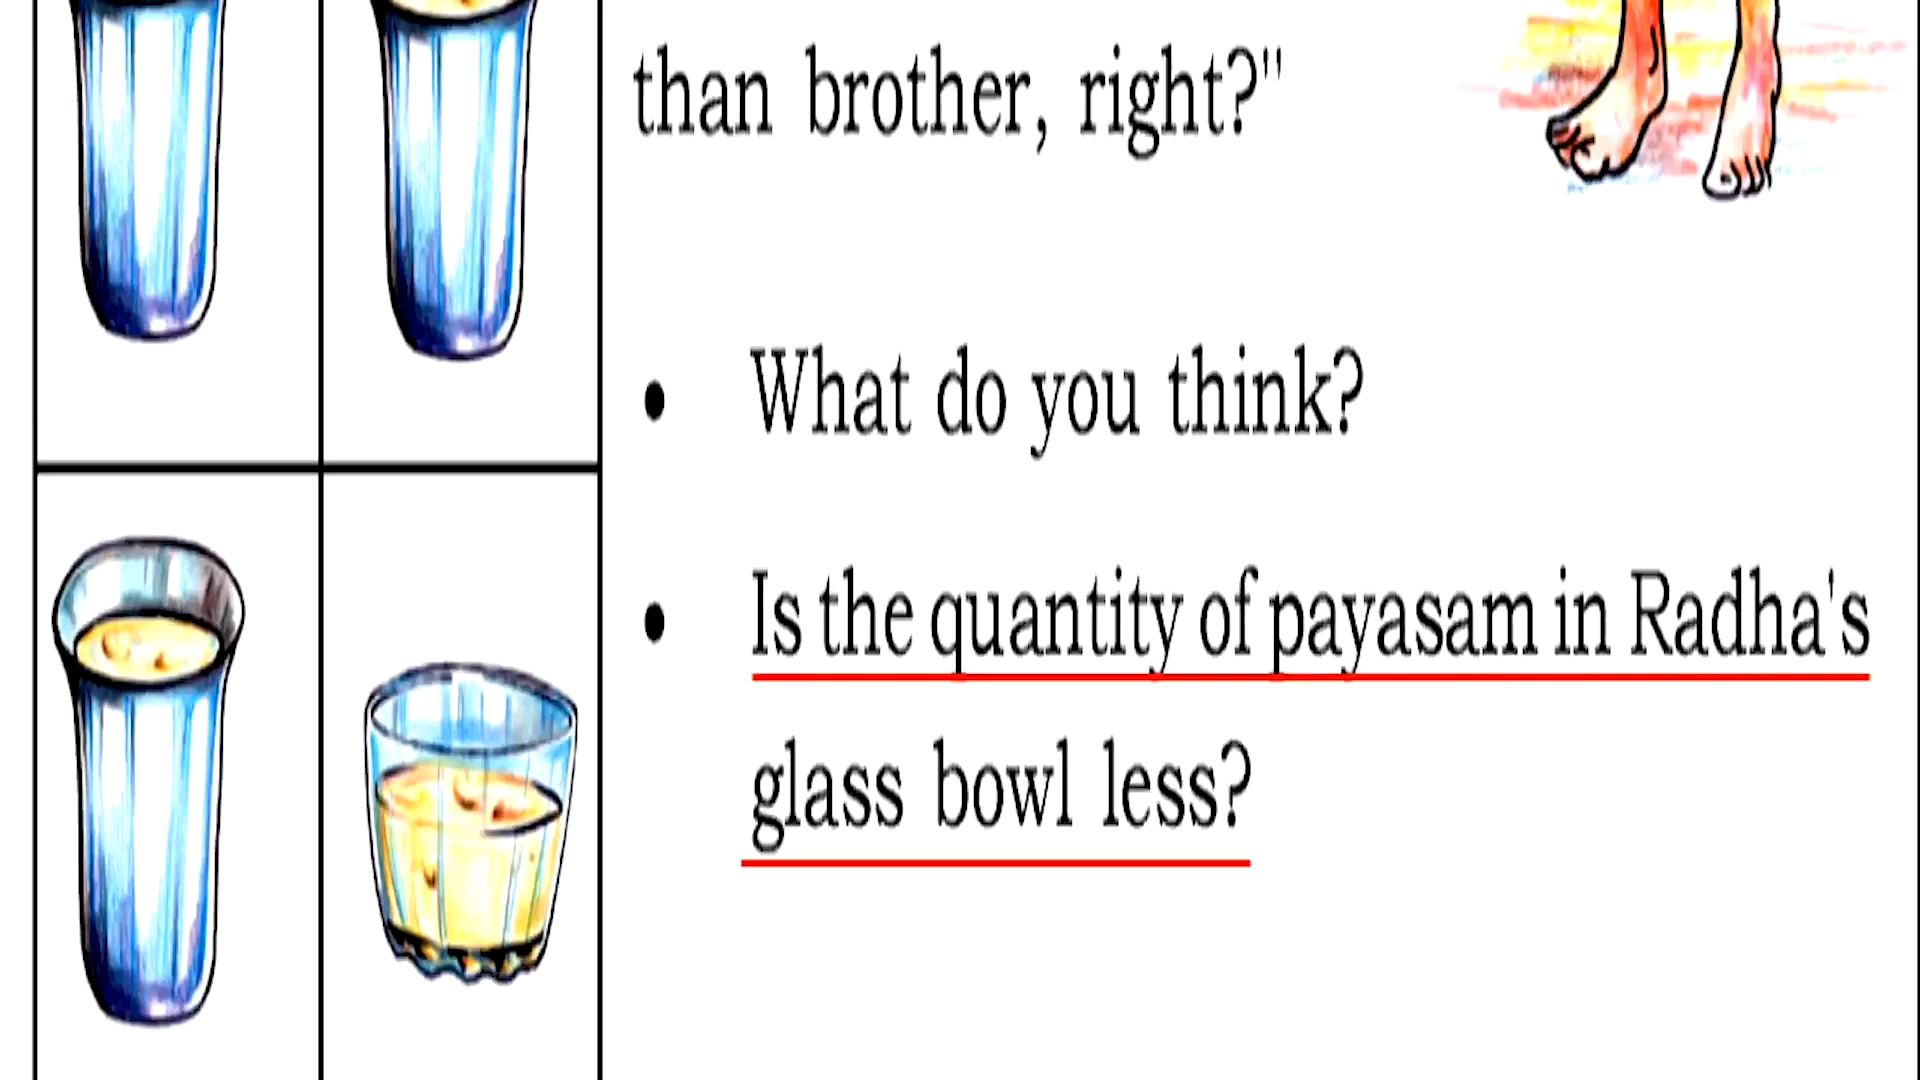 than brother, right?"
• What do you think?
• Is the quantity of payasam in Radha's
glass bowl less?